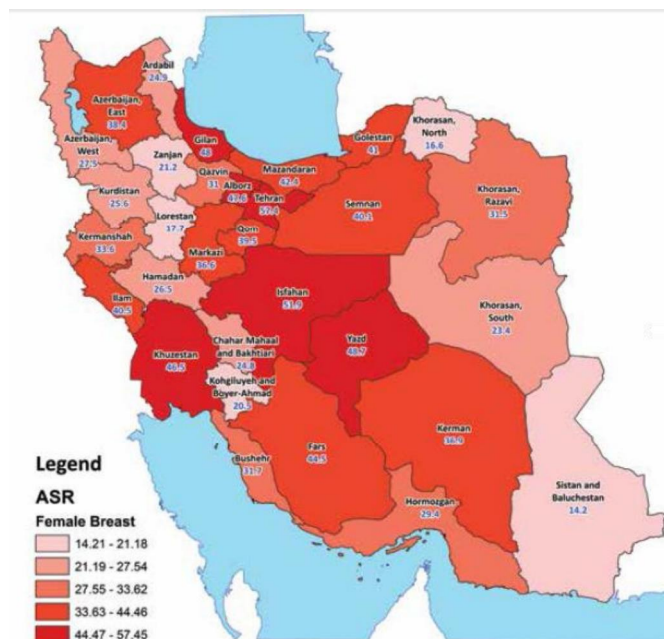 Ardabil
24.9
Azerbaijan,
East
38.4
Azerbaijan,
West
27.5
Gilan
48
Zanjan
21.2
Golestan
41
Khorasan,
North
16.6
Mazandaran
42.4
Qazvin
31
Alborz
47.6
Tehran
57.4
Kurdistan
25.6
Semnan
40.1
Khorasan,
Razavi
31.5
Lorestan
17.7
Kermanshah
33.6
Qom
39.5
Markazi
36.6
Hamadan
26.5
Ilam
40.5
Isfahan
51.9
Khorasan,
South
23.4
Chahar Mahaal
and Bakhtiari
24.8
Yazd
48.7
Khuzestan
46.5
Kohgiluyeh and
Boyer-Ahmad
20.5
Kerman
36.9
Fars
44.5
Bushehr
31.7
Hormozgan
29.4
Sistan and
Baluchestan
14.2
Legend
ASR
Female Breast
14.21 - 21.18
21.19 - 27.54
27.55 - 33.62
33.63 - 44.46
44.47 - 57.45